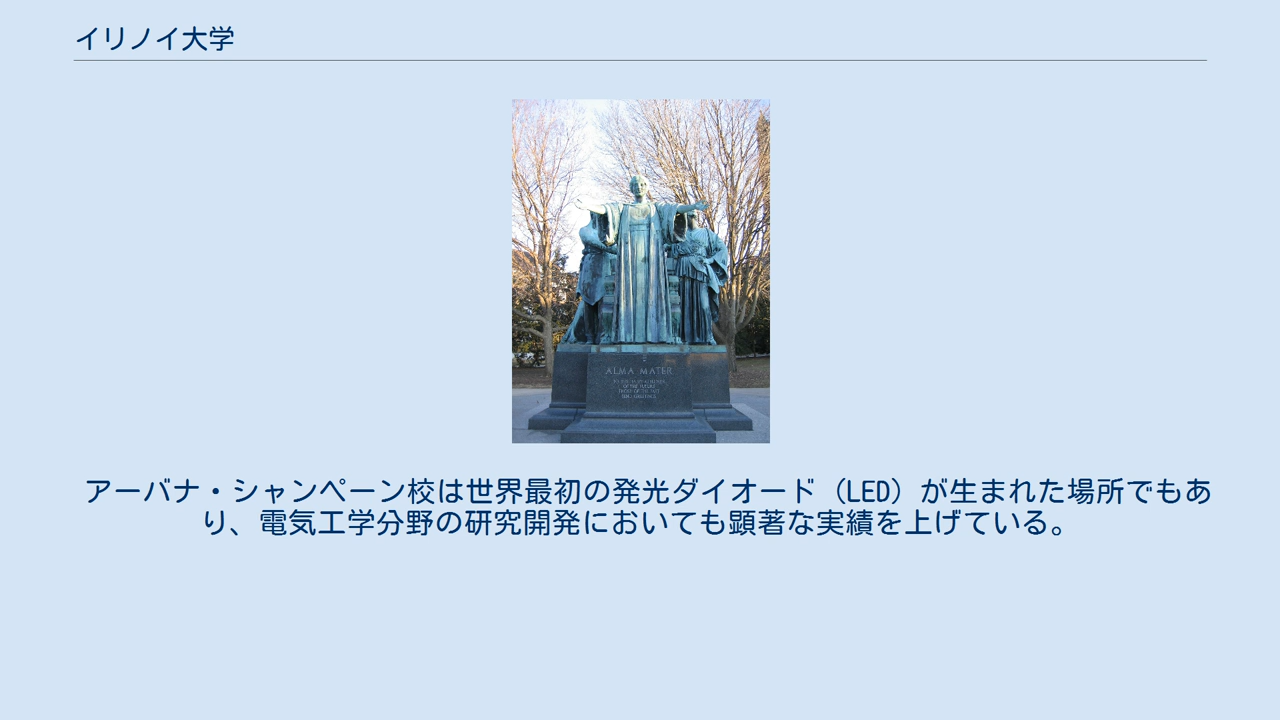 イリノイ大学
ALMA MATER
アーバナ・シャンペーン校は世界最初の発光ダイオード（LED）が生まれた場所でもあ
り、電気工学分野の研究開発においても顕著な実績を上げている。